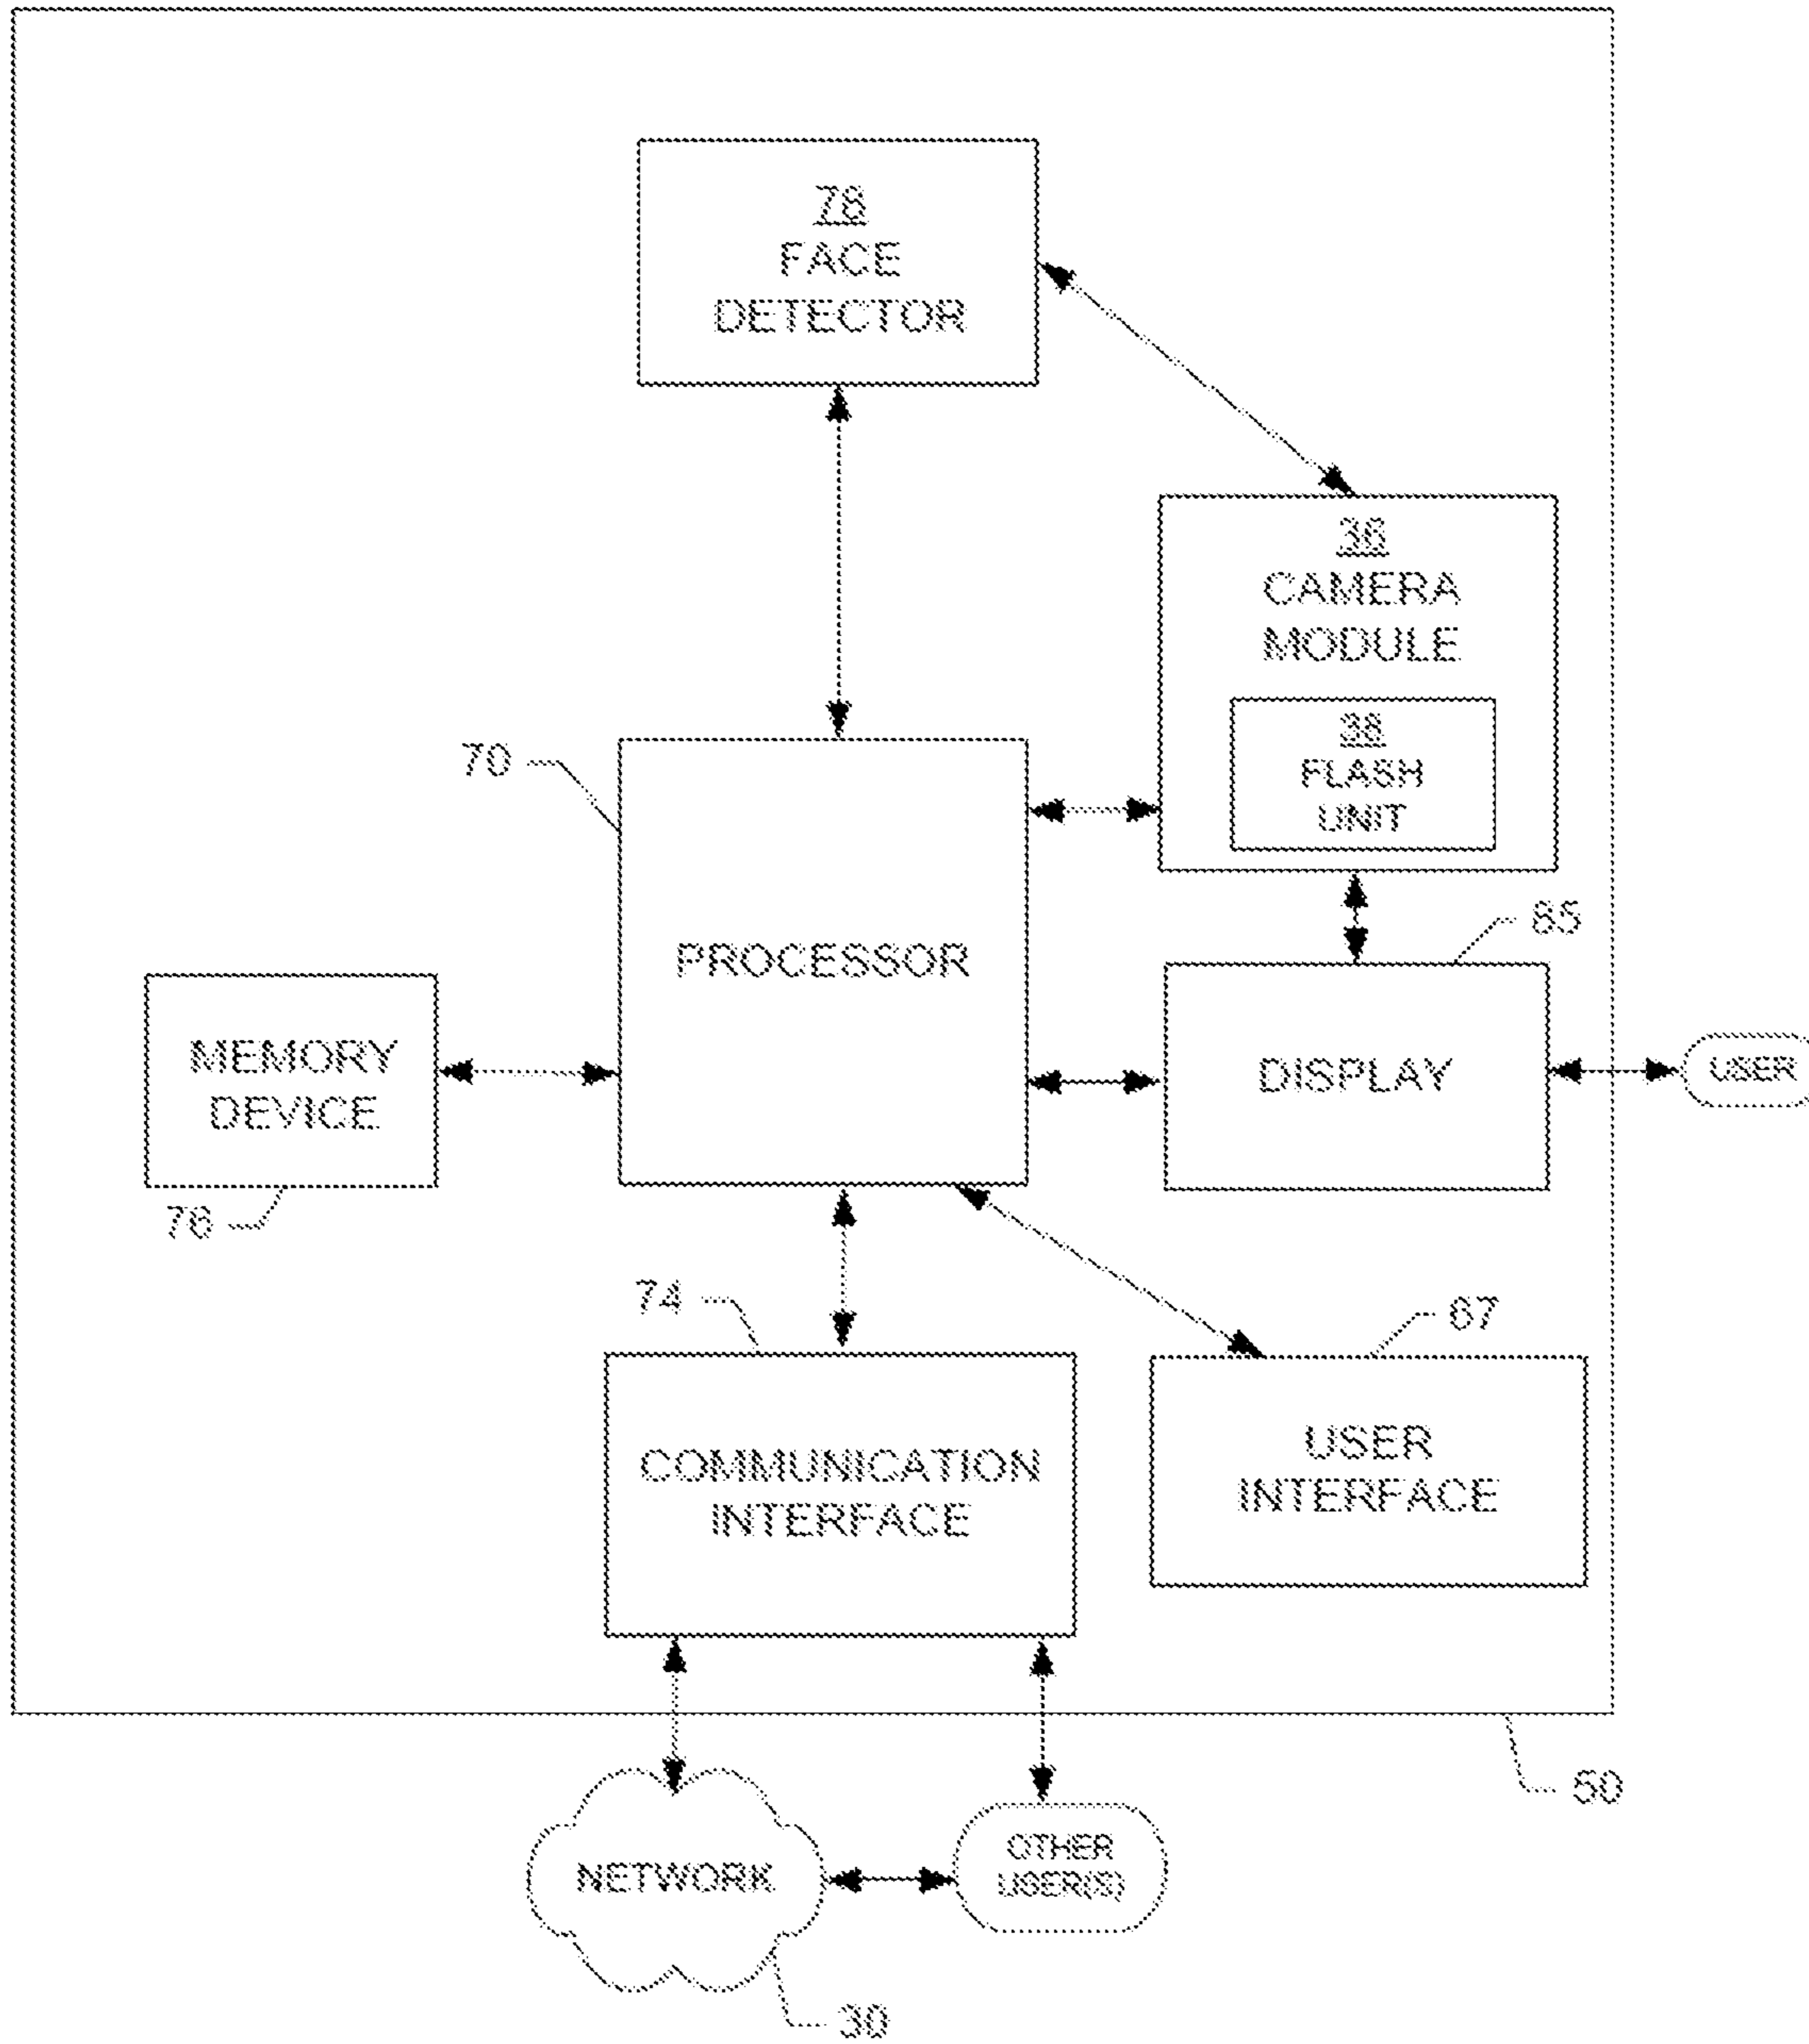 78
FACE
DETECTOR
36
CAMERA
MODULE
38
FLASH
UNIT
70
PROCESSOR
85
MEMORY
DEVICE
DISPLAY
USER
76
74
67
COMMUNICATION
INTERFACE
USER
INTERFACE
50
NETWORK
OTHER
USER(S)
30